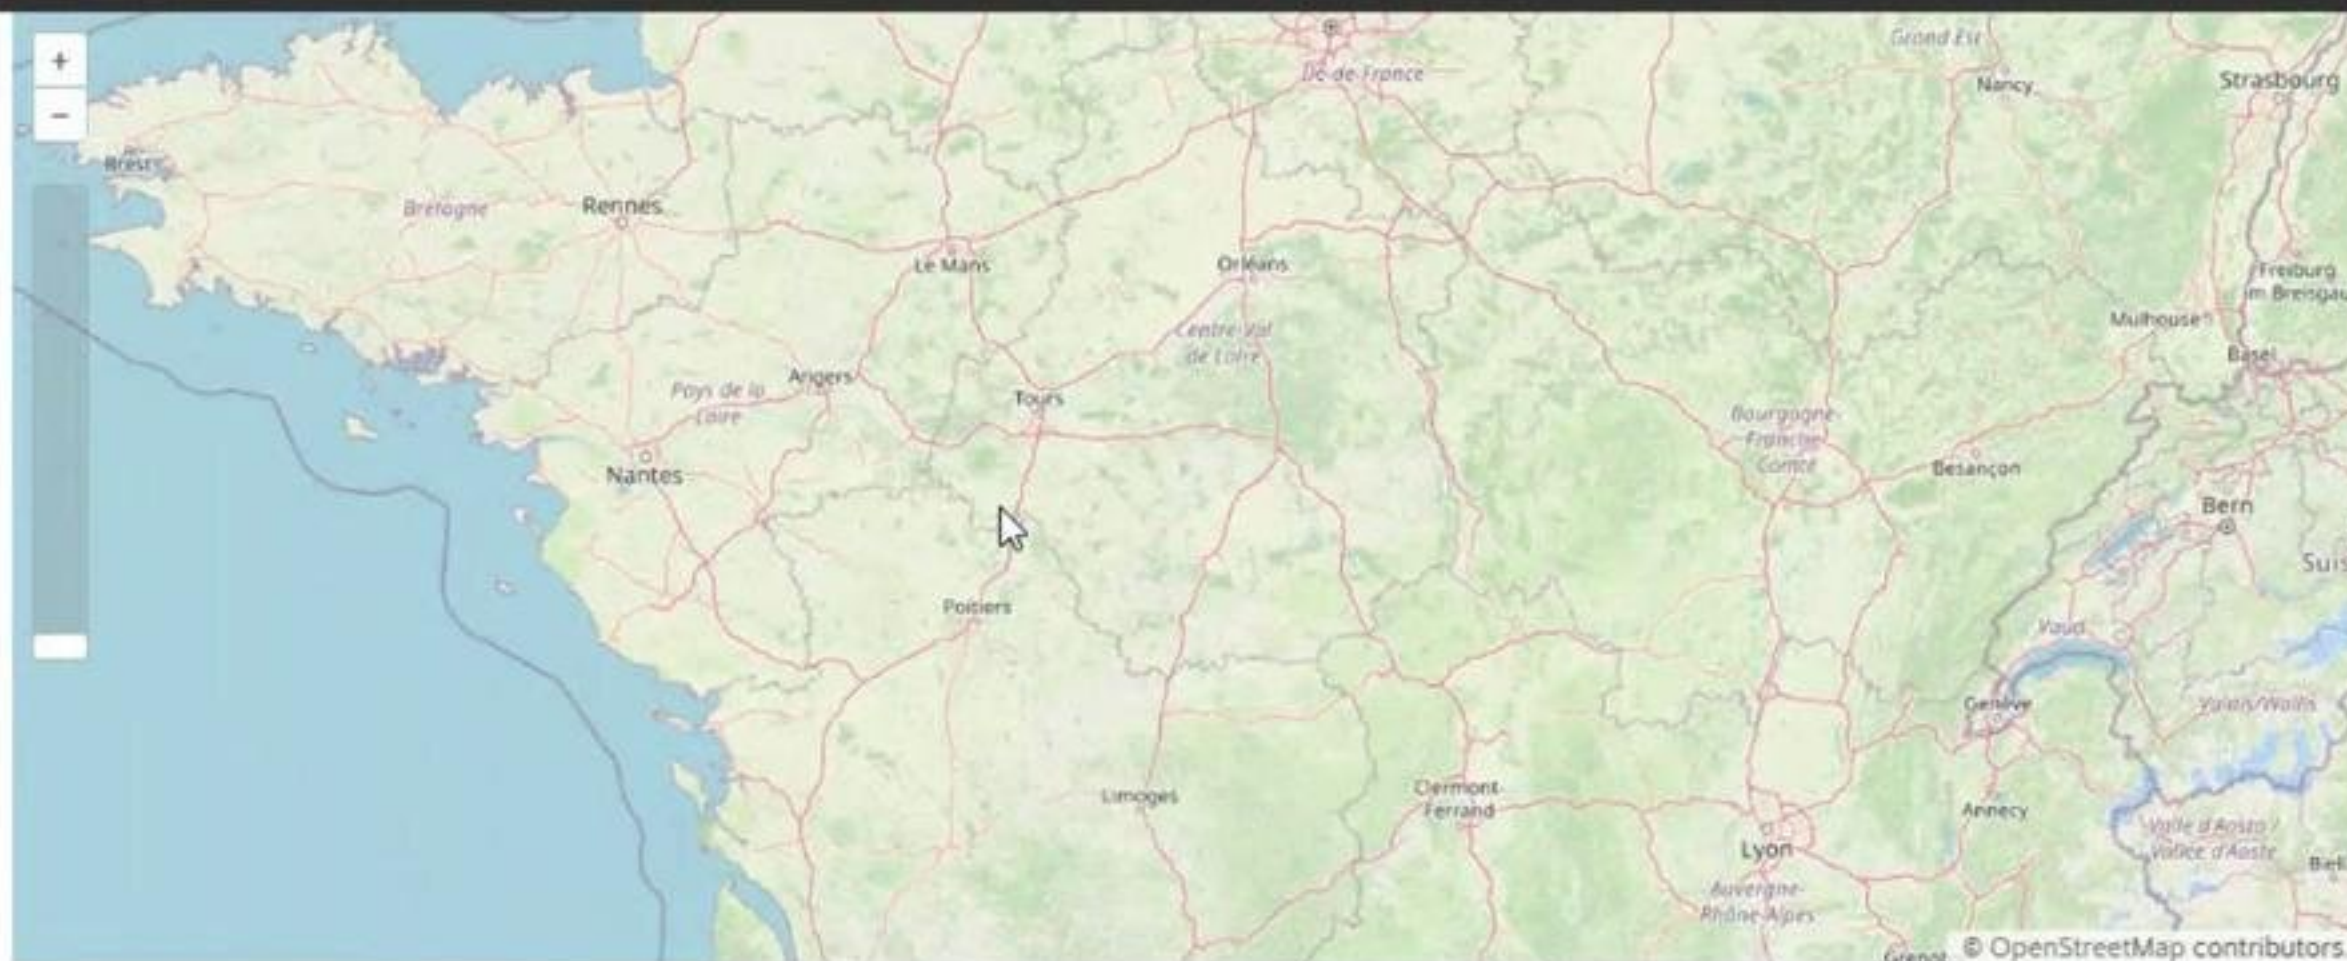 +
−
Grand Est
Île-de-France
Nancy
Strasbourg
Brest
Bretagne
Rennes
Le Mans
Orléans
Freiburg
im Breisgau
Mulhouse
Centre-Val
de Loire
Basel
Angers
Pays de la
Loire
Tours
Bourgogne-
Franche-
Comté
Nantes
Besançon
Bern
Suis
Poitiers
Vaud
Genève
Valais/Wallis
Limoges
Clermont-
Ferrand
Annecy
Valle d'Aosta /
Vallée d'Aoste
Lyon
Biel
Auvergne-
Rhône-Alpes
© OpenStreetMap contributors